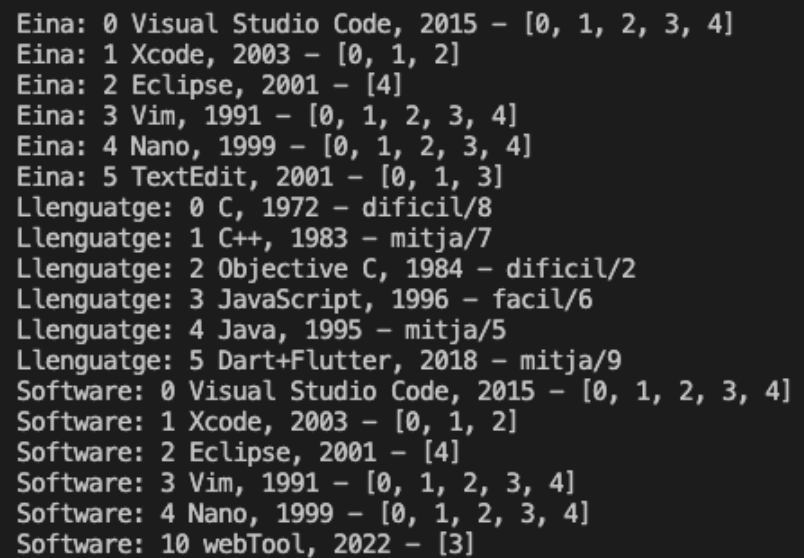 Eina: 0 Visual Studio Code, 2015 – [0, 1, 2, 3, 4]
Eina: 1 Xcode, 2003 – [0, 1, 2]
Eina: 2 Eclipse, 2001 – [4]
Eina: 3 Vim, 1991 – [0, 1, 2, 3, 4]
Eina: 4 Nano, 1999 – [0, 1, 2, 3, 4]
Eina: 5 TextEdit, 2001 – [0, 1, 3]
Llenguatge: 0 C, 1972 – dificil/8
Llenguatge: 1 C++, 1983 – mitja/7
Llenguatge: 2 Objective C, 1984 – dificil/2
Llenguatge: 3 JavaScript, 1996 – facil/6
Llenguatge: 4 Java, 1995 – mitja/5
Llenguatge: 5 Dart+Flutter, 2018 – mitja/9
Software: 0 Visual Studio Code, 2015 – [0, 1, 2, 3, 4]
Software: 1 Xcode, 2003 – [0, 1, 2]
Software: 2 Eclipse, 2001 – [4]
Software: 3 Vim, 1991 – [0, 1, 2, 3, 4]
Software: 4 Nano, 1999 – [0, 1, 2, 3, 4]
Software: 10 webTool, 2022 – [3]